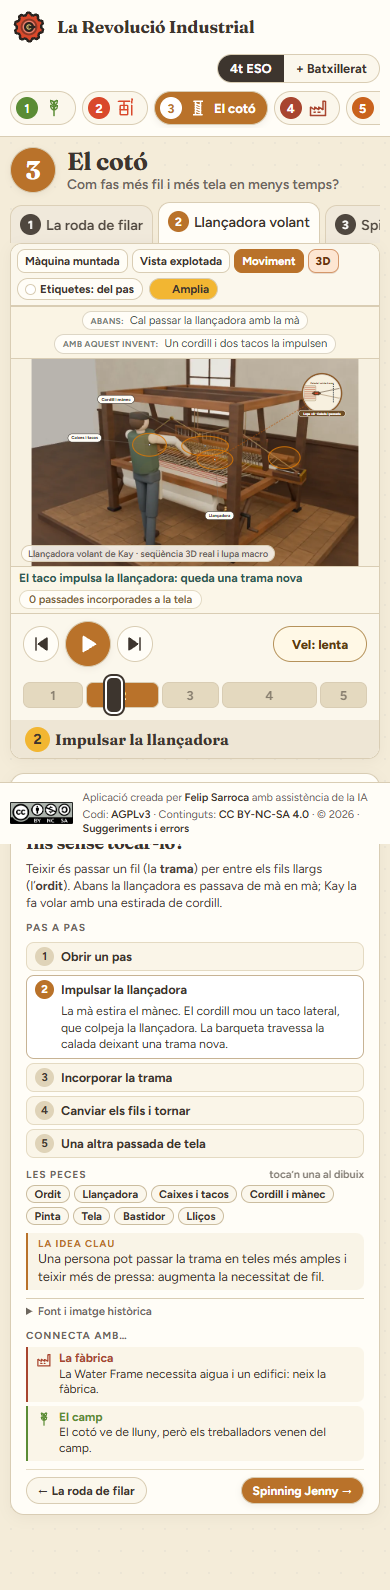 La Revolució Industrial
4t ESO
+ Batxillerat
1
2
3 El cotó
4
5
3
El cotó
Com fas més fil i més tela en menys temps?
1 La roda de filar
2 Llançadora volant
3 Spi
Màquina muntada
Vista explotada
Moviment
3D
Etiquetes: del pas
Amplia
ABANS: Cal passar la llançadora amb la mà
AMB AQUEST INVENT: Un cordill i dos tacos la impulsen
Cordill i mànec
Caixes i tacos
Llançadora
Llançadora volant de Kay · seqüència 3D real i lupa macro
El taco impulsa la llançadora: queda una trama nova
0 passades incorporades a la tela
Vel: lenta
1
3
4
5
2 Impulsar la llançadora
CC BY NC SA
Aplicació creada per Felip Sarroca amb assistència de la IA
Codi: AGPLv3 · Continguts: CC BY-NC-SA 4.0 · © 2026 ·
Suggeriments i errors
fils sense tocar-lo?
Teixir és passar un fil (la trama) per entre els fils llargs
(l'ordit). Abans la llançadora es passava de mà en mà; Kay la
fa volar amb una estirada de cordill.
PAS A PAS
1 Obrir un pas
2 Impulsar la llançadora
La mà estira el mànec. El cordill mou un taco lateral,
que colpeja la llançadora. La barqueta travessa la
calada deixant una trama nova.
3 Incorporar la trama
4 Canviar els fils i tornar
5 Una altra passada de tela
LES PECES
toca'n una al dibuix
Ordit
Llançadora
Caixes i tacos
Cordill i mànec
Pinta
Tela
Bastidor
Lliços
LA IDEA CLAU
Una persona pot passar la trama en teles més amples i
teixir més de pressa: augmenta la necessitat de fil.
Font i imatge històrica
CONNECTA AMB…
La fàbrica
La Water Frame necessita aigua i un edifici: neix la
fàbrica.
El camp
El cotó ve de lluny, però els treballadors venen del
camp.
← La roda de filar
Spinning Jenny →